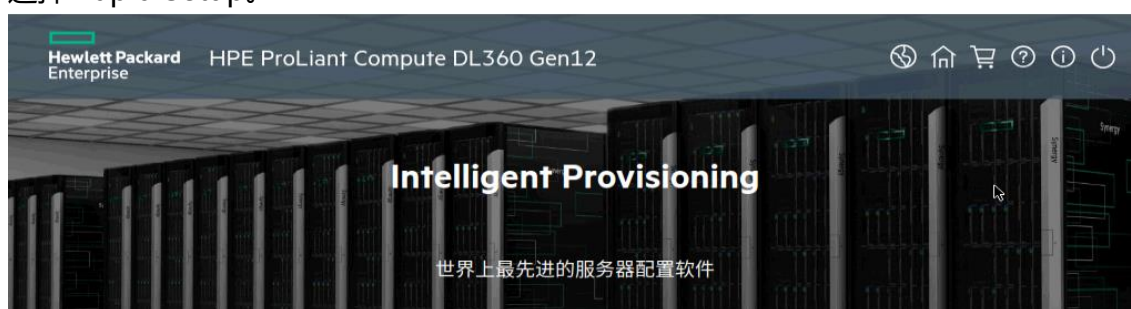 Hewlett Packard
Enterprise
HPE ProLiant Compute DL360 Gen12
Synergy
Intelligent Provisioning
世界上最先进的服务器配置软件